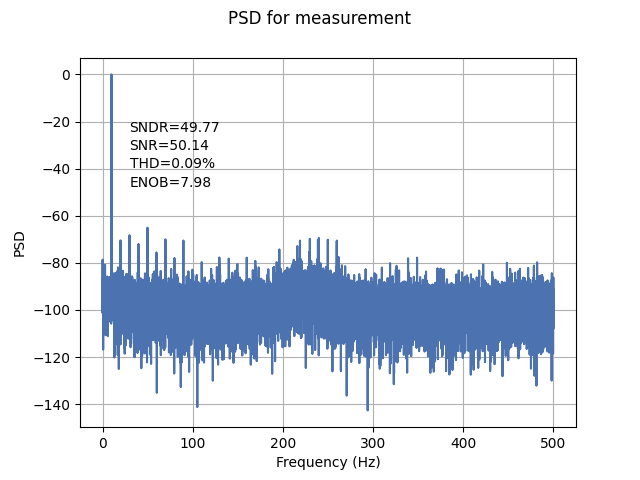 PSD for measurement
0
−20
−40
−60
−80
−100
−120
−140
PSD
SNDR=49.77
SNR=50.14
THD=0.09%
ENOB=7.98
0 100 200 300 400 500
Frequency (Hz)